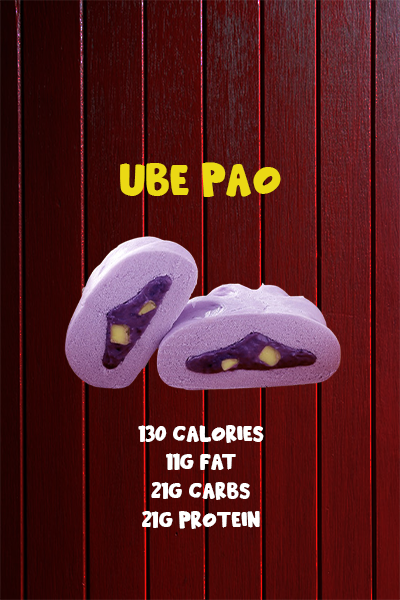 UBE PAO
130 CALORIES
11G FAT
21G CARBS
21G PROTEIN